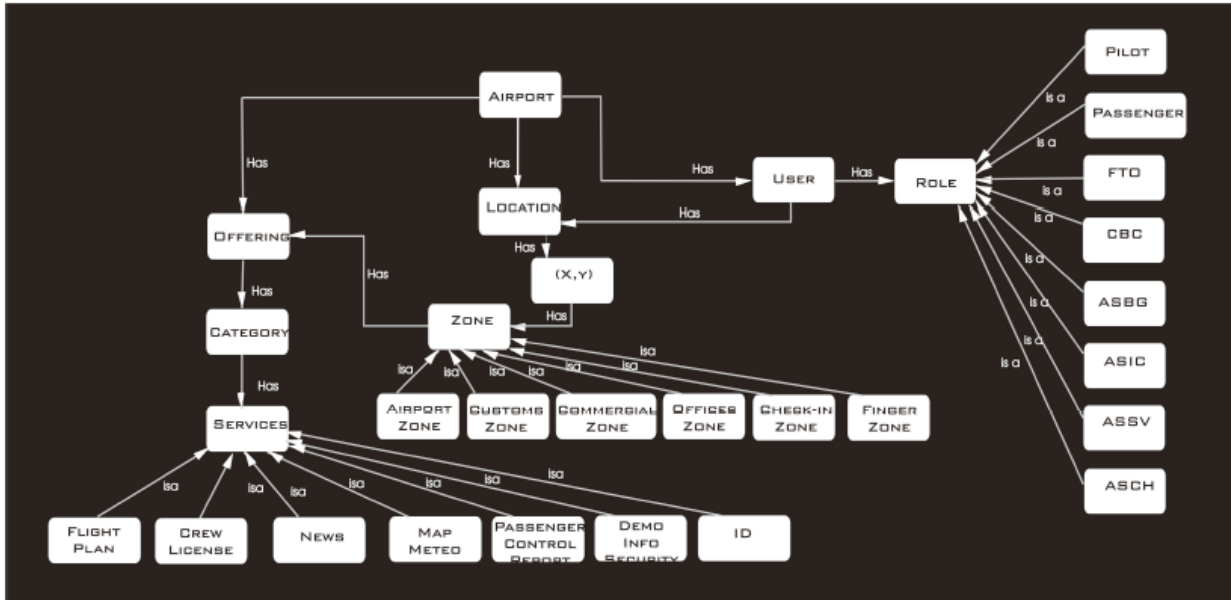 PILOT
AIRPORT
is a
PASSENGER
is a
Has
Has
Has
FTO
USER
Has
ROLE
is a
LOCATION
Has
is a
OFFERING
CBC
Has
(X,Y)
is a
Has
Has
ASBG
ZONE
Has
is a
CATEGORY
is a
isa
isa
ASIC
isa
isa
isa
isa
is a
Has
AIRPORT
ZONE
CUSTOMS
ZONE
COMMERCIAL
ZONE
OFFICES
ZONE
CHECK-IN
ZONE
FINGER
ZONE
SERVICES
ASSV
isa
isa
isa
isa
isa
isa
isa
ASCH
FLIGHT
PLAN
CREW
LICENSE
NEWS
MAP
METEO
PASSENGER
CONTROL
REPORT
DEMO
INFO
SECURITY
ID